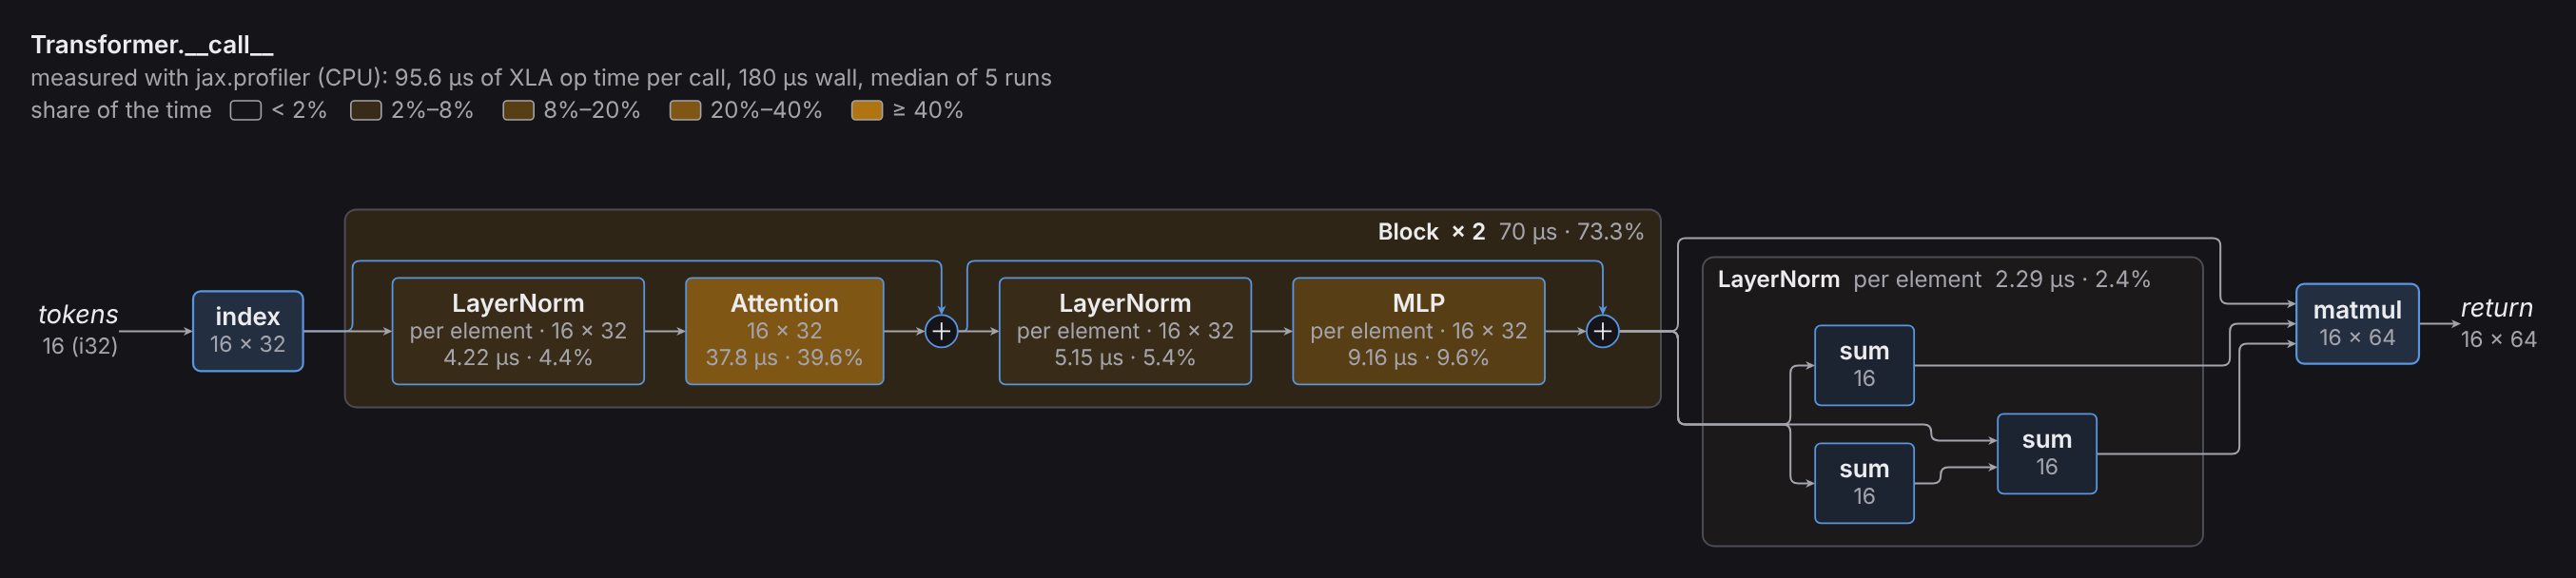 Transformer.__call__
measured with jax.profiler (CPU): 95.6 µs of XLA op time per call, 180 µs wall, median of 5 runs
share of the time < 2% 2%–8% 8%–20% 20%–40% ≥ 40%
Block × 2 70 µs · 73.3%
tokens
16 (i32)
index
16 × 32
LayerNorm
per element · 16 × 32
4.22 µs · 4.4%
Attention
16 × 32
37.8 µs · 39.6%
+
LayerNorm
per element · 16 × 32
5.15 µs · 5.4%
MLP
per element · 16 × 32
9.16 µs · 9.6%
+
LayerNorm per element 2.29 µs · 2.4%
sum
16
sum
16
sum
16
matmul
16 × 64
return
16 × 64